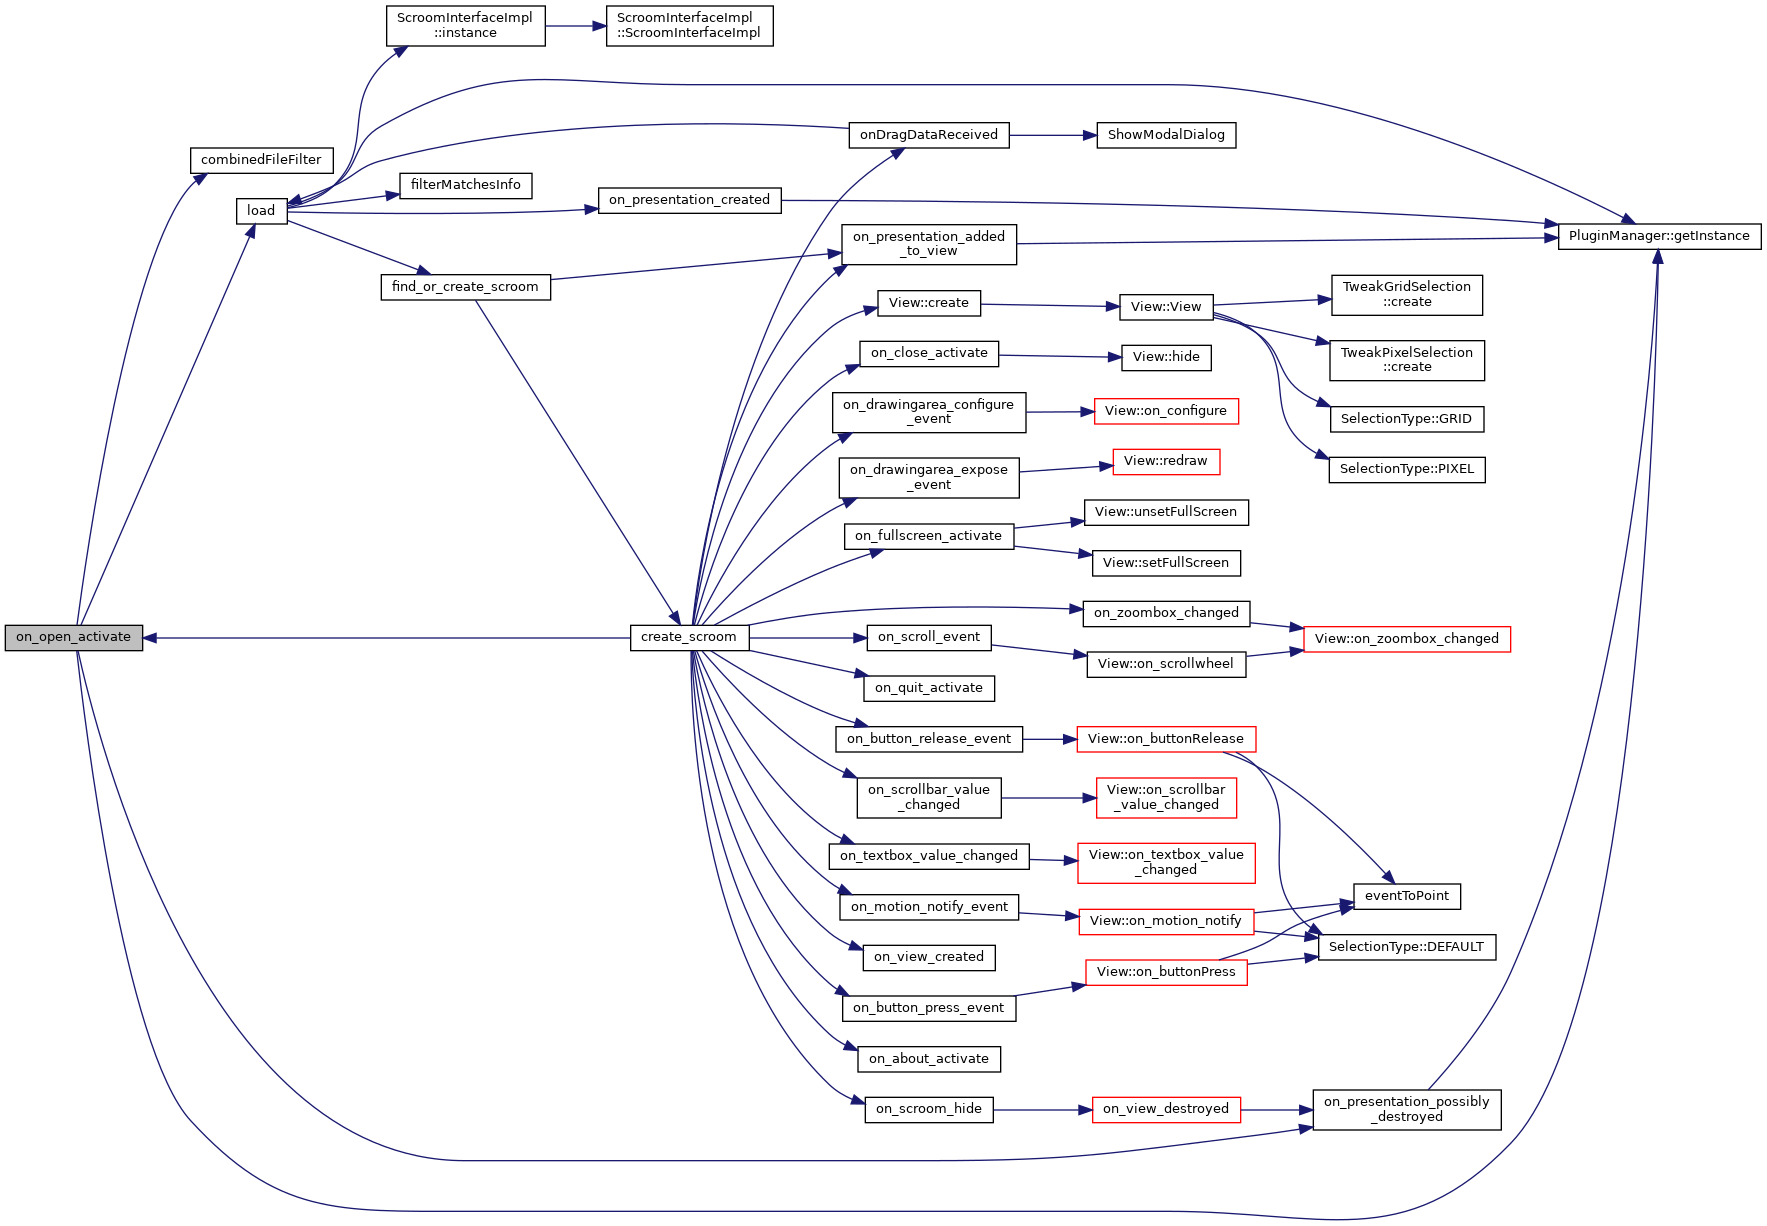 ScroomInterfaceImpl
::instance
ScroomInterfaceImpl
::ScroomInterfaceImpl
combinedFileFilter
onDragDataReceived
ShowModalDialog
filterMatchesInfo
load
on_presentation_created
on_presentation_added
_to_view
PluginManager::getInstance
find_or_create_scroom
View::create
View::View
TweakGridSelection
::create
on_close_activate
View::hide
TweakPixelSelection
::create
on_drawingarea_configure
_event
View::on_configure
SelectionType::GRID
on_drawingarea_expose
_event
View::redraw
SelectionType::PIXEL
on_fullscreen_activate
View::unsetFullScreen
View::setFullScreen
on_zoombox_changed
on_open_activate
create_scroom
on_scroll_event
View::on_zoombox_changed
View::on_scrollwheel
on_quit_activate
on_button_release_event
View::on_buttonRelease
on_scrollbar_value
_changed
View::on_scrollbar
_value_changed
on_textbox_value_changed
View::on_textbox_value
_changed
on_motion_notify_event
View::on_motion_notify
eventToPoint
on_view_created
View::on_buttonPress
SelectionType::DEFAULT
on_button_press_event
on_about_activate
on_scroom_hide
on_view_destroyed
on_presentation_possibly
_destroyed